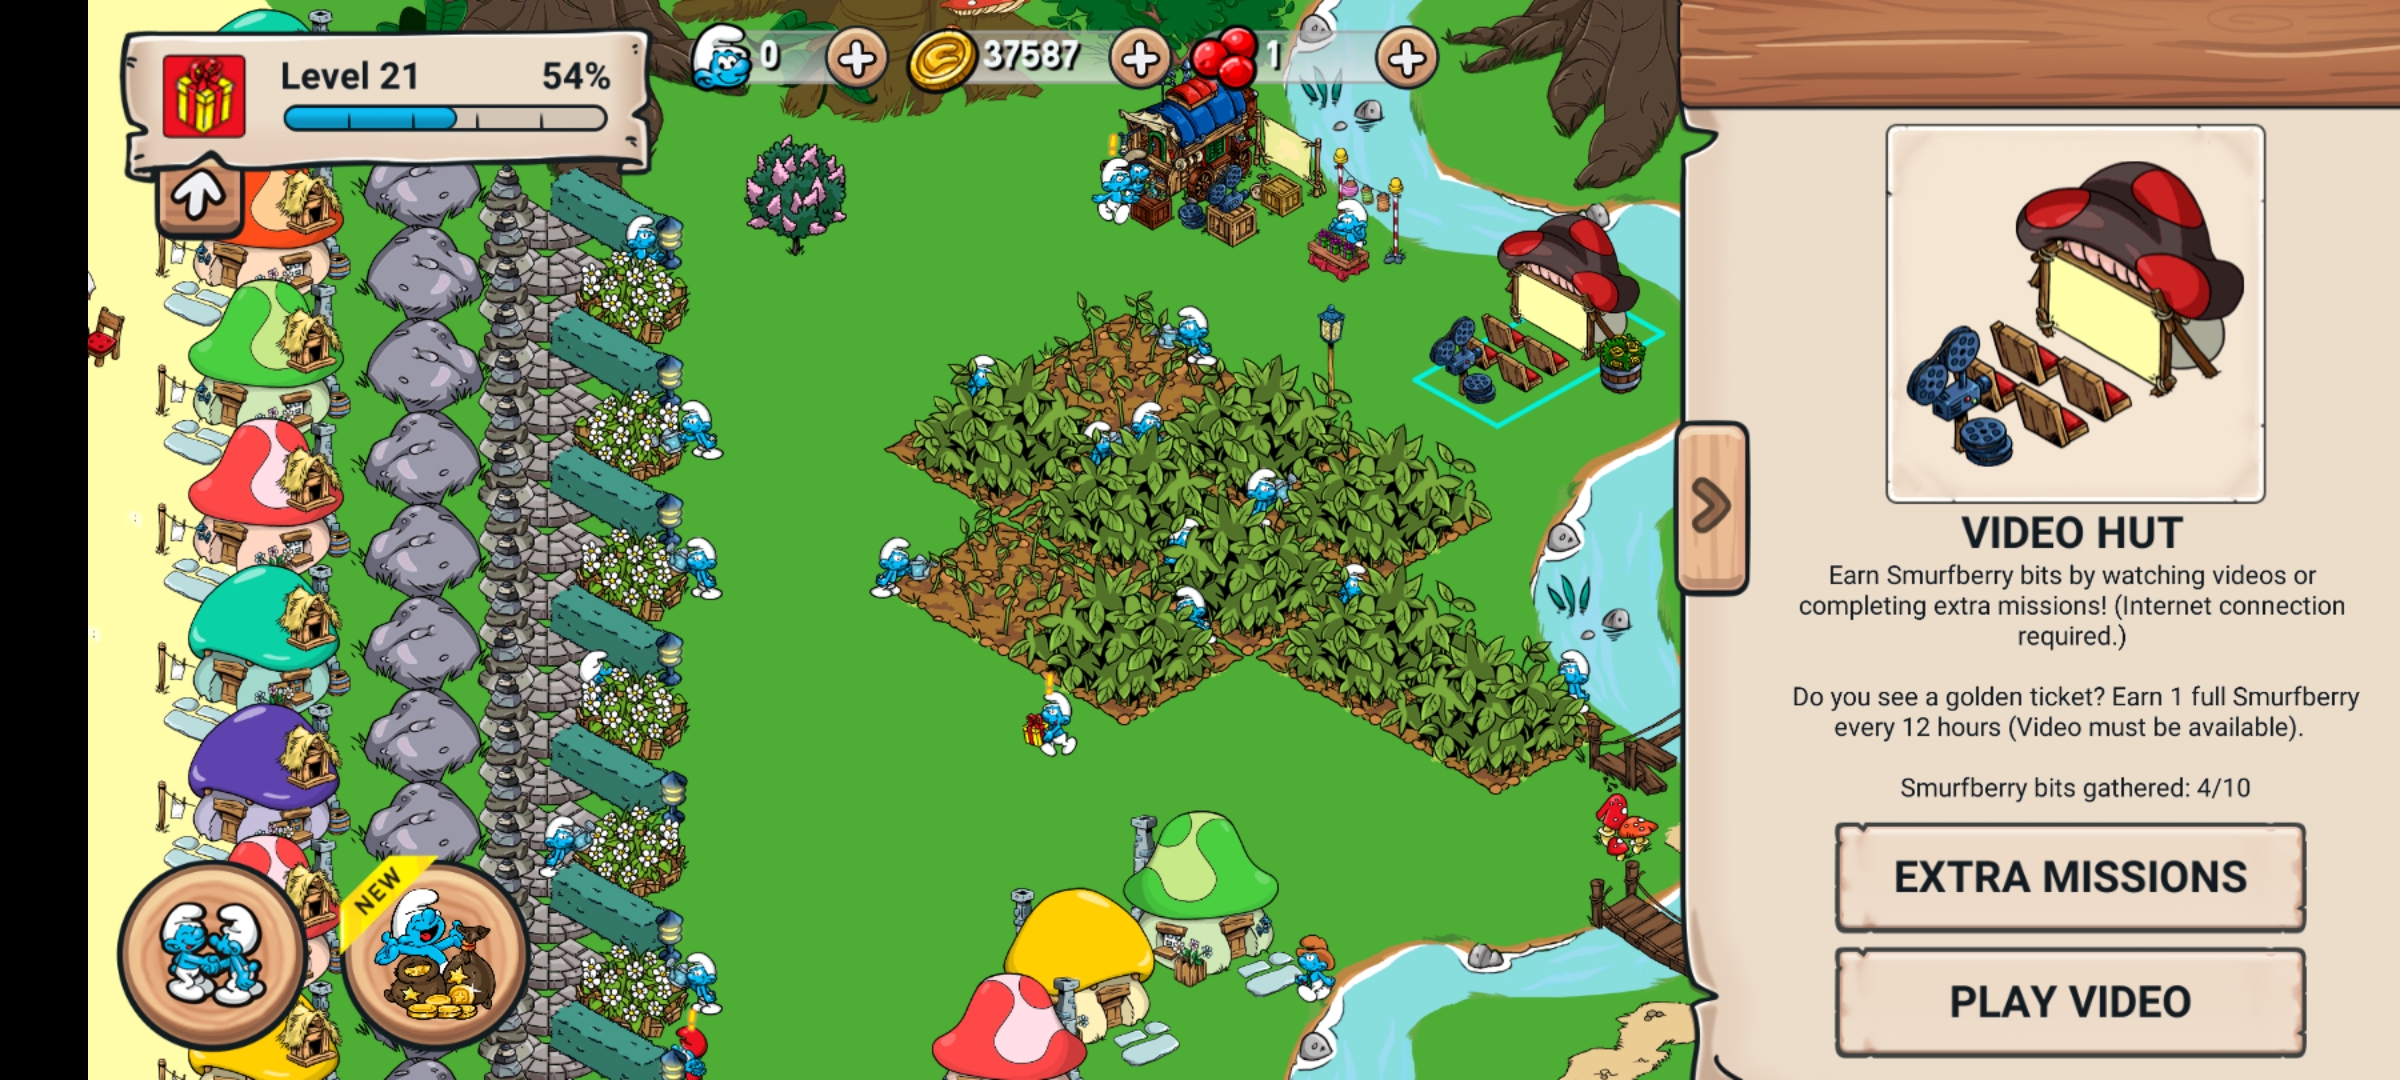 Level 21 54%
0
37587
1
VIDEO HUT
Earn Smurfberry bits by watching videos or
completing extra missions! (Internet connection
required.)
Do you see a golden ticket? Earn 1 full Smurfberry
every 12 hours (Video must be available).
Smurfberry bits gathered: 4/10
EXTRA MISSIONS
PLAY VIDEO
NEW